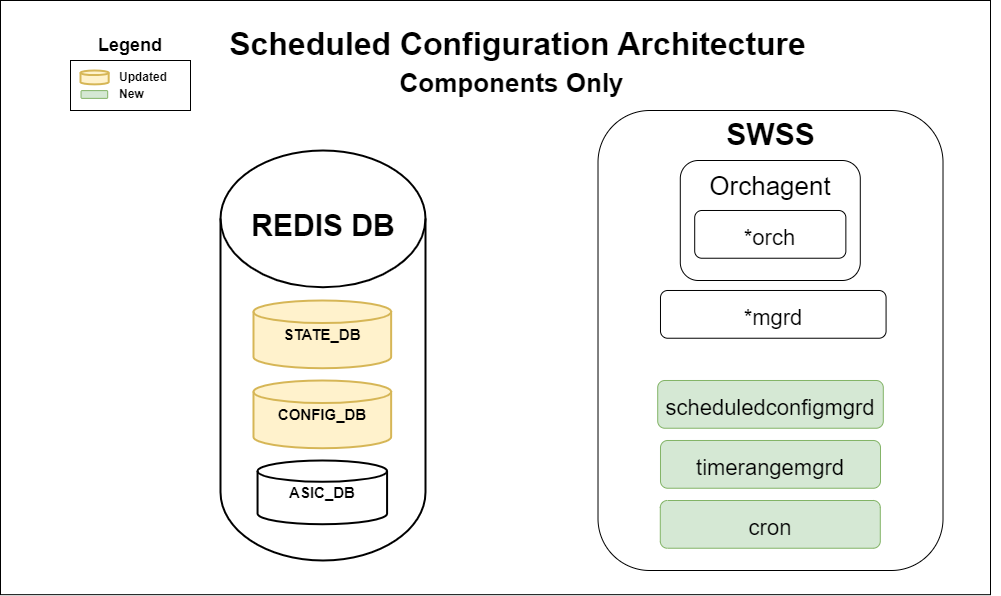 Legend
Updated
New
Scheduled Configuration Architecture
Components Only
REDIS DB
STATE_DB
CONFIG_DB
ASIC_DB
SWSS
Orchagent
*orch
*mgrd
scheduledconfigmgrd
timerangemgrd
cron